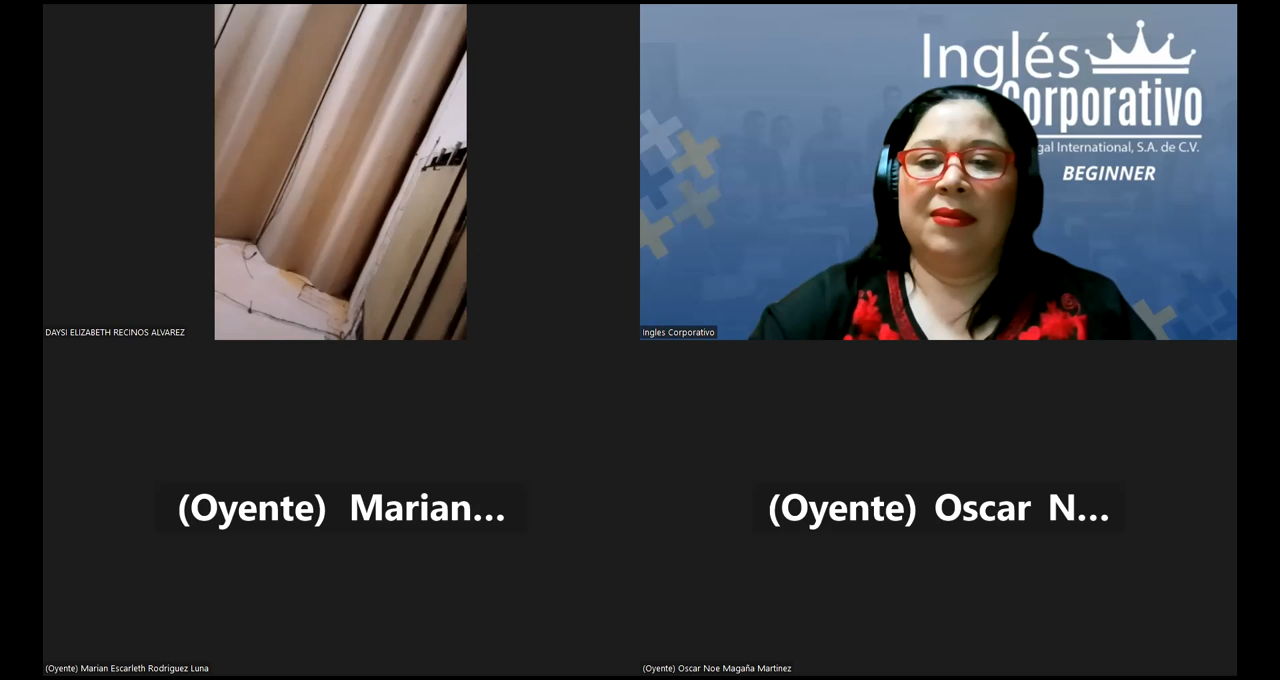 Inglés
Corporativo
gal International, S.A. de C.V.
BEGINNER
DAYSI ELIZABETH RECINOS ALVAREZ
Ingles Corporativo
(Oyente) Marian...
(Oyente) Oscar N...
(Oyente) Marian Escarleth Rodriguez Luna
(Oyente) Oscar Noe Magaña Martinez